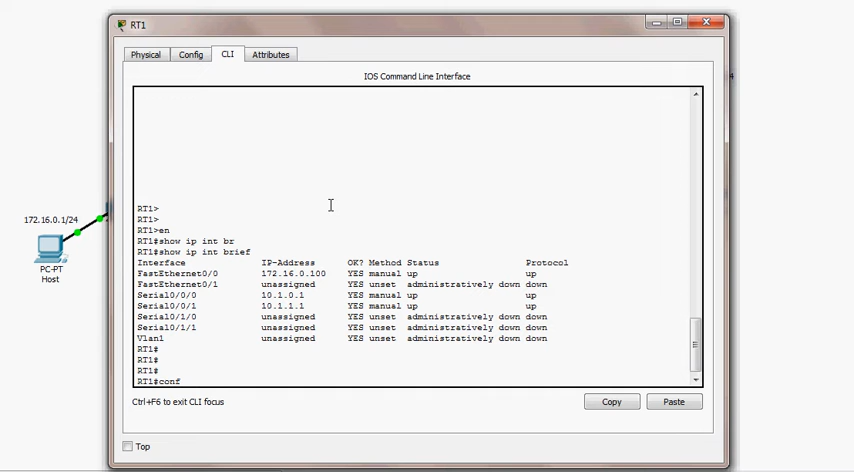 RT1
Physical Config CLI Attributes
IOS Command Line Interface
RT1>
RT1>
RT1>en
RT1#show ip int br
RT1#show ip int brief
Interface IP-Address OK? Method Status Protocol
FastEthernet0/0 172.16.0.100 YES manual up up
FastEthernet0/1 unassigned YES unset administratively down down
Serial0/0/0 10.1.0.1 YES manual up up
Serial0/0/1 10.1.1.1 YES manual up up
Serial0/1/0 unassigned YES unset administratively down down
Serial0/1/1 unassigned YES unset administratively down down
Vlan1 unassigned YES unset administratively down down
RT1#
RT1#
RT1#
RT1#conf
Ctrl+F6 to exit CLI focus
Copy Paste
Top
172.16.0.1/24
PC-PT
Host
4